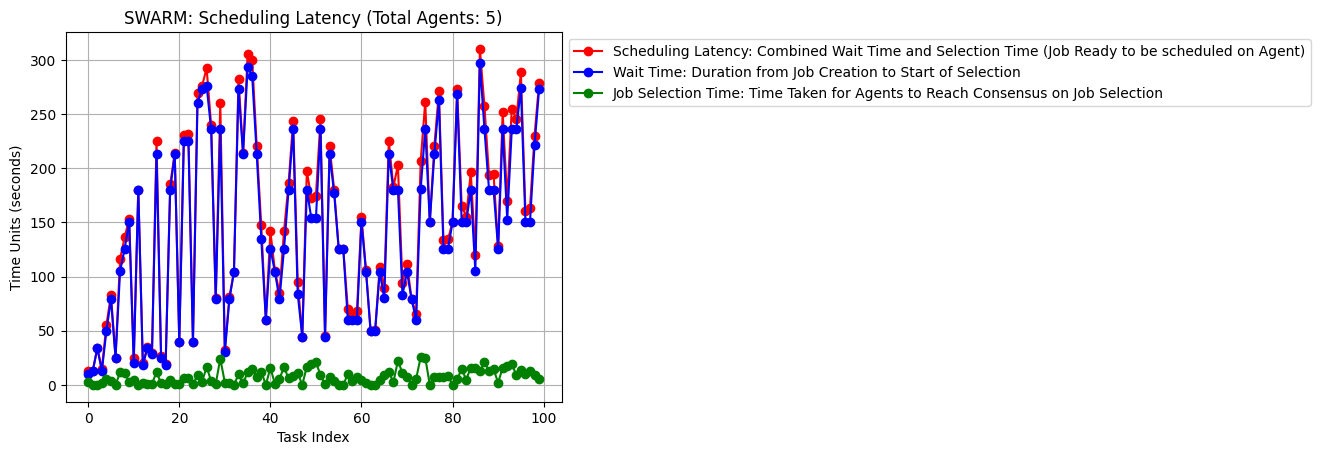 SWARM: Scheduling Latency (Total Agents: 5)
Scheduling Latency: Combined Wait Time and Selection Time (Job Ready to be scheduled on Agent)
Wait Time: Duration from Job Creation to Start of Selection
Job Selection Time: Time Taken for Agents to Reach Consensus on Job Selection
Time Units (seconds)
300
250
200
150
100
50
0
0 20 40 60 80 100
Task Index